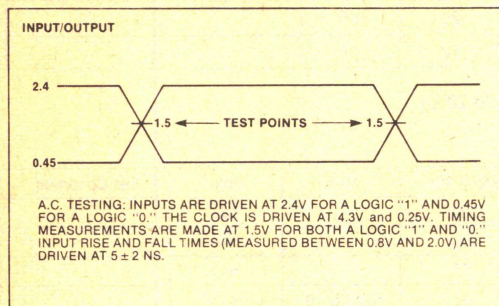 INPUT/OUTPUT
2.4
1.5 TEST POINTS 1.5
0.45
A.C. TESTING: INPUTS ARE DRIVEN AT 2.4V FOR A LOGIC "1" AND 0.45V
FOR A LOGIC "0." THE CLOCK IS DRIVEN AT 4.3V and 0.25V. TIMING
MEASUREMENTS ARE MADE AT 1.5V FOR BOTH A LOGIC "1" AND "0."
INPUT RISE AND FALL TIMES (MEASURED BETWEEN 0.8V AND 2.0V) ARE
DRIVEN AT 5 ± 2 NS.